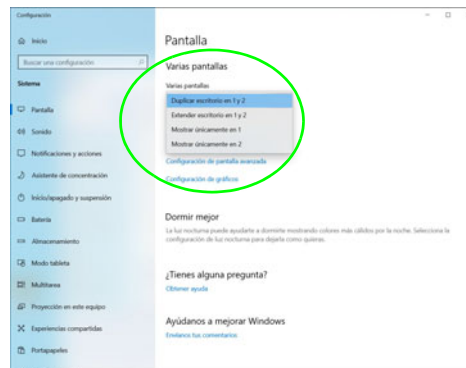 Configuración
Inicio
Buscar una configuración
Sistema
Pantalla
Sonido
Notificaciones y acciones
Asistente de concentración
Inicio/apagado y suspensión
Batería
Almacenamiento
Modo tableta
Multitarea
Proyección en este equipo
Experiencias compartidas
Portapapeles
Pantalla
Varias pantallas
Varias pantallas
Duplicar escritorio en 1 y 2
Extender escritorio en 1 y 2
Mostrar únicamente en 1
Mostrar únicamente en 2
Configuración de pantalla avanzada
Configuración de gráficos
Dormir mejor
La luz nocturna puede ayudarte a dormirte mostrando colores más cálidos por la noche. Selecciona la
configuración de luz nocturna para dejarla como quieras.
¿Tienes alguna pregunta?
Obtener ayuda
Ayúdanos a mejorar Windows
Envíanos tus comentarios